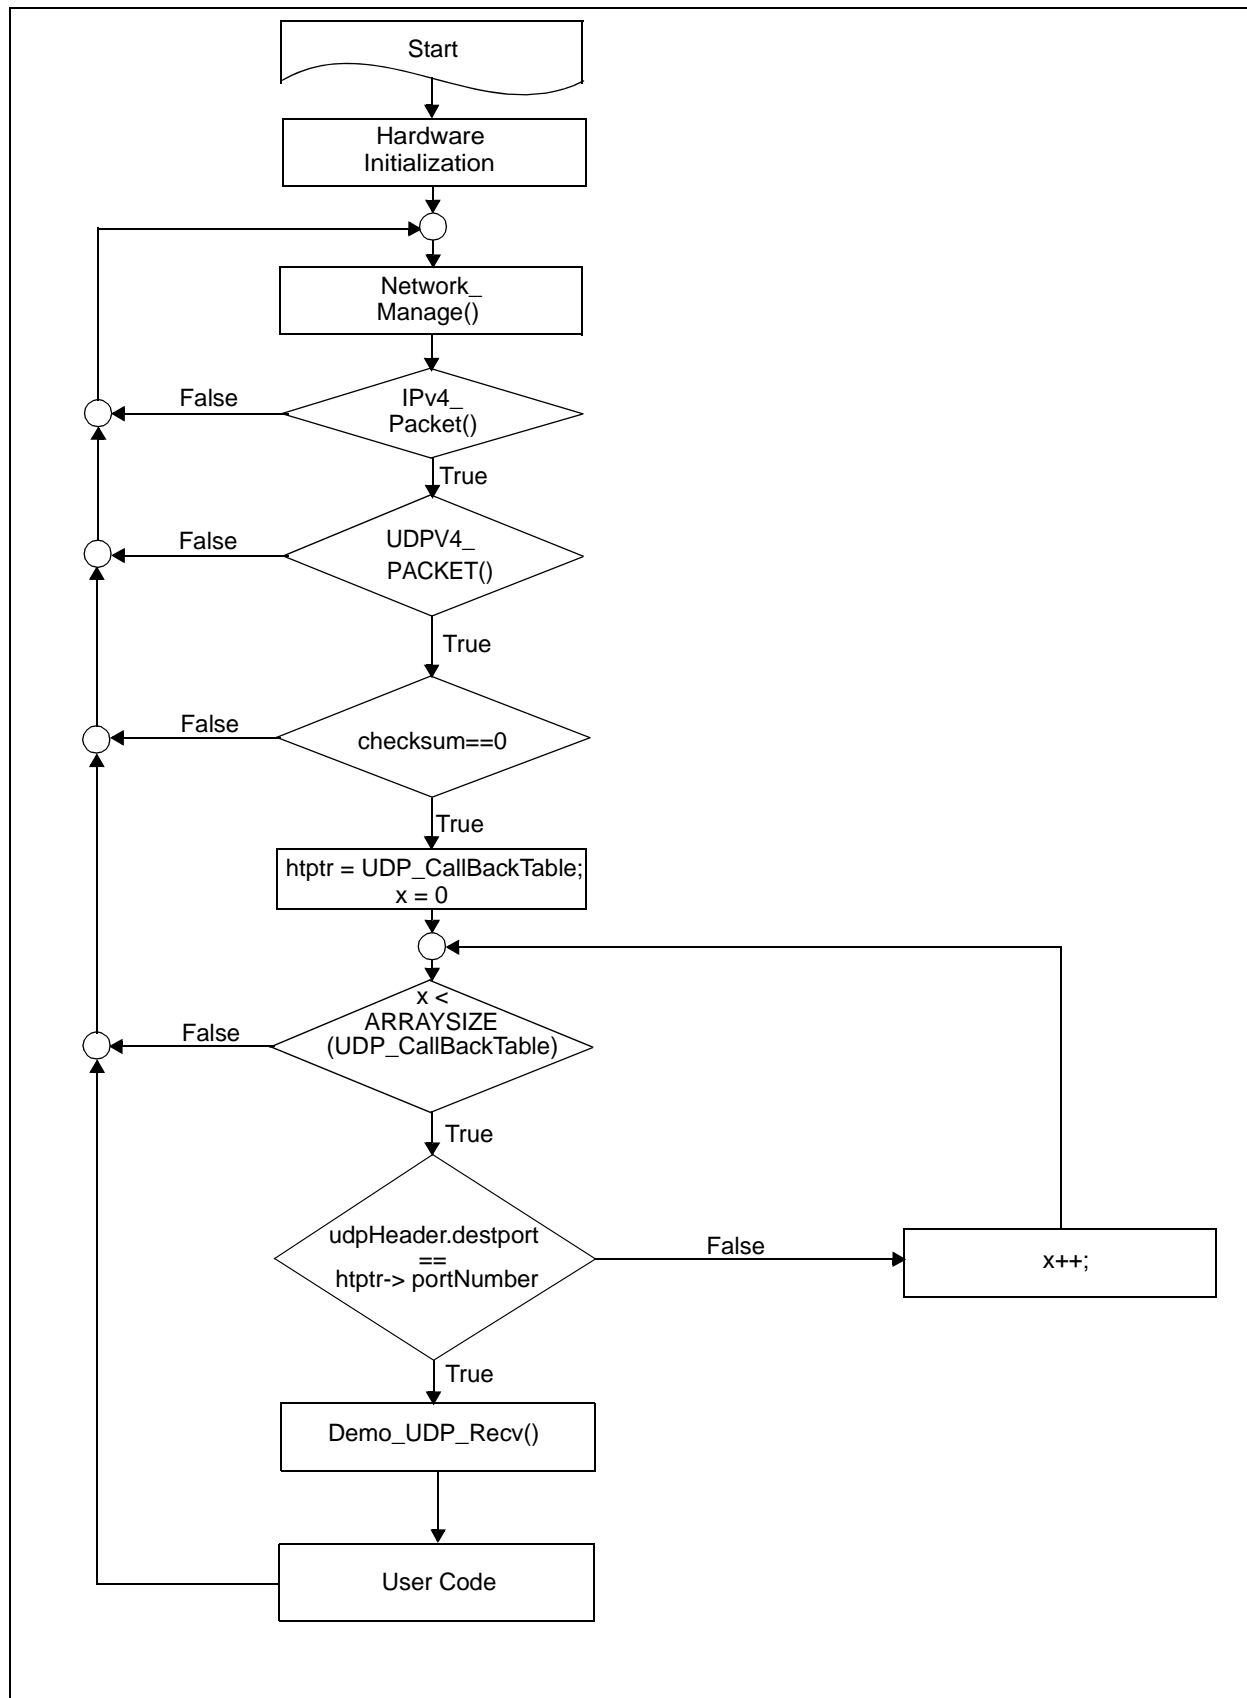 Start
Hardware
Initialization
Network_
Manage()
False
IPv4_
Packet()
True
False
UDPV4_
PACKET()
True
False
checksum==0
True
htptr = UDP_CallBackTable;
x = 0
False
x <
ARRAYSIZE
(UDP_CallBackTable)
True
udpHeader.destport
==
htptr-> portNumber
False
x++;
True
Demo_UDP_Recv()
User Code